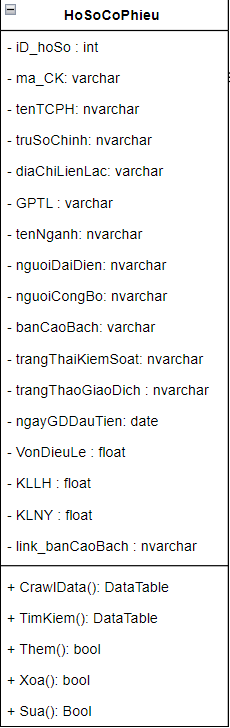 HoSoCoPhieu
- iD_hoSo : int
- ma_CK: varchar
- tenTCPH: nvarchar
- truSoChinh: nvarchar
- diaChiLienLac: varchar
- GPTL : varchar
- tenNganh: nvarchar
- nguoiDaiDien: nvarchar
- nguoiCongBo: nvarchar
- banCaoBach: varchar
- trangThaiKiemSoat: nvarchar
- trangThaoGiaoDich : nvarchar
- ngayGDDauTien: date
- VonDieuLe : float
- KLLH : float
- KLNY : float
- link_banCaoBach : nvarchar
+ CrawlData(): DataTable
+ TimKiem(): DataTable
+ Them(): bool
+ Xoa(): bool
+ Sua(): Bool